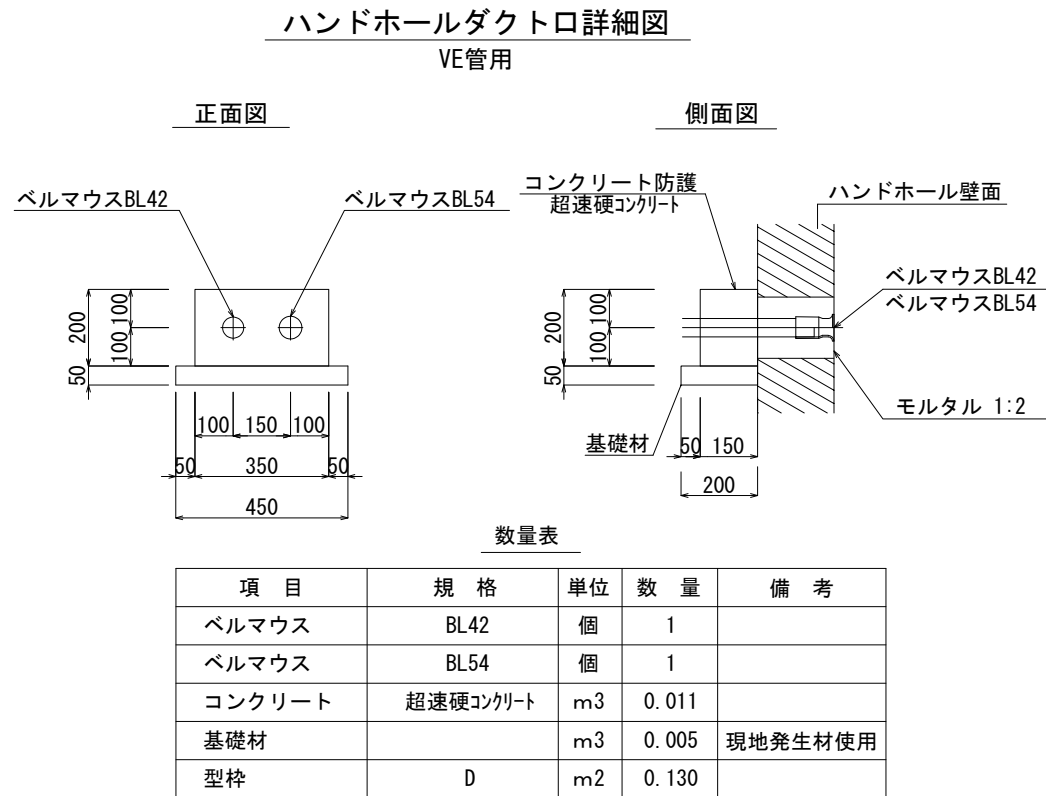 ハンドホールダクト口詳細図
VE管用
正面図
ベルマウスBL42
ベルマウスBL54
200
100
100
50
100
150
100
50
350
50
450
側面図
コンクリート防護
超速硬ｺﾝｸﾘｰﾄ
ハンドホール壁面
ベルマウスBL42
ベルマウスBL54
200
100
100
50
モルタル 1:2
基礎材
50
150
200
数量表
項 目 規 格 単位 数 量 備 考
ベルマウス BL42 個 1
ベルマウス BL54 個 1
コンクリート 超速硬ｺﾝｸﾘｰﾄ m3 0.011
基礎材 m3 0.005 現地発生材使用
型枠 D m2 0.130